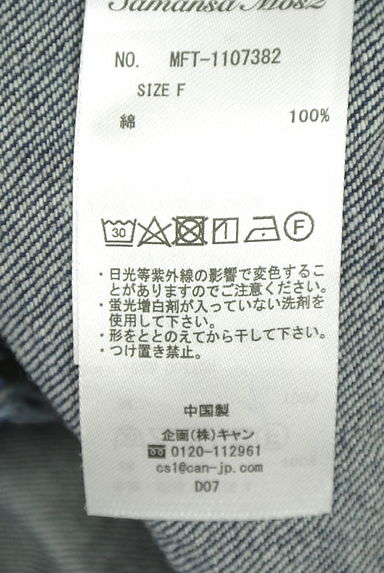 Samansa Mos2
NO. MFT-1107382
SIZE F
綿 100%
30
F
・日光等紫外線の影響で変色するこ
とがありますのでご注意ください。
・蛍光増白剤が入っていない洗剤を
使用して下さい。
・形をととのえてから干して下さい。
・つけ置き禁止。
中国製
企画(株)キャン
0120-112961
cs1@can-jp.com
D07